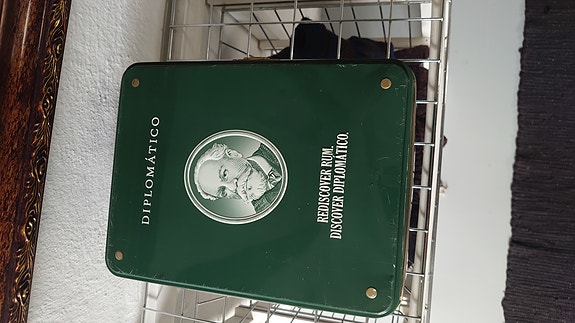 DIPLOMÁTICO
REDISCOVER RUM.
DISCOVER DIPLOMÁTICO.